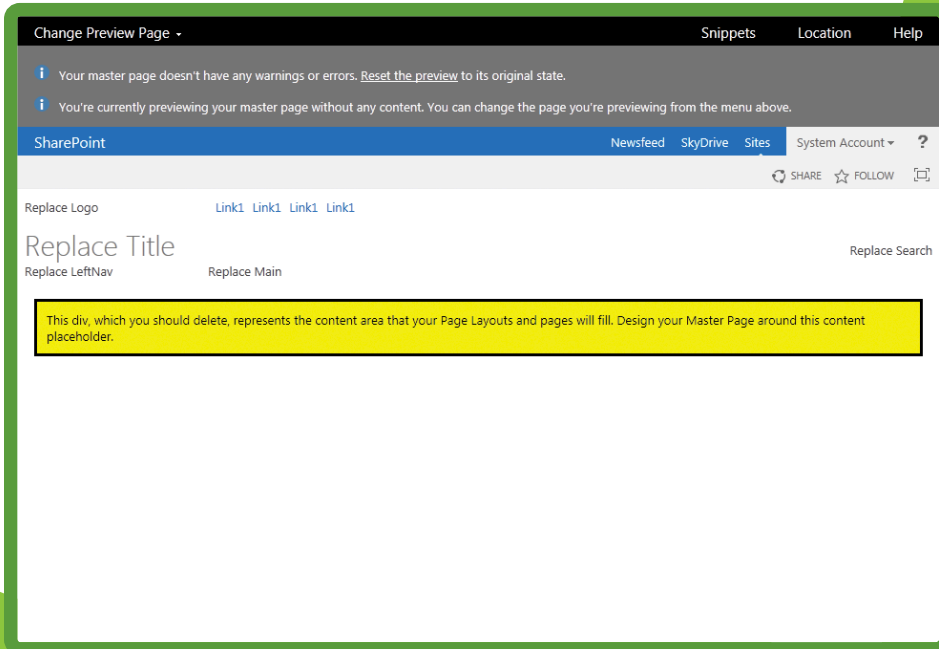 Change Preview Page
Snippets Location Help
Your master page doesn't have any warnings or errors. Reset the preview to its original state.
You're currently previewing your master page without any content. You can change the page you're previewing from the menu above.
SharePoint
Newsfeed SkyDrive Sites System Account ?
SHARE FOLLOW
Replace Logo
Link1 Link1 Link1 Link1
Replace Title
Replace Search
Replace LeftNav
Replace Main
This div, which you should delete, represents the content area that your Page Layouts and pages will fill. Design your Master Page around this content
placeholder.